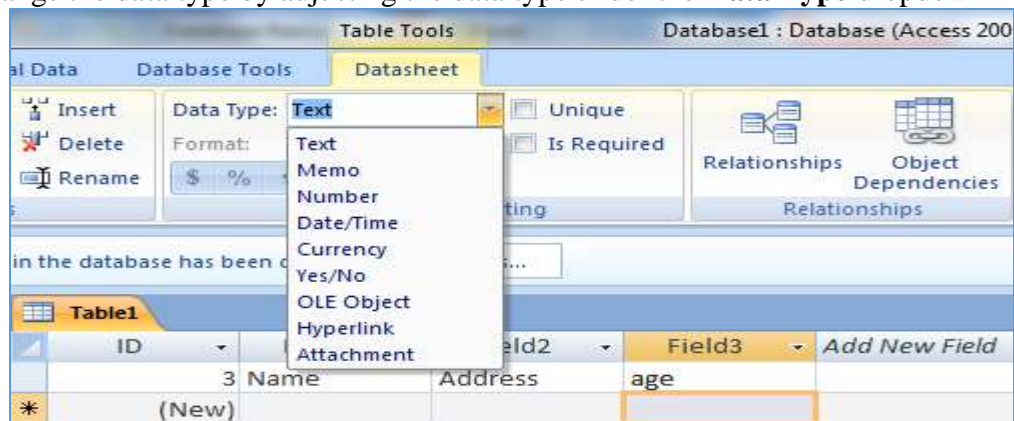 Table Tools Database1 : Database (Access 200
al Data Database Tools Datasheet
Insert Data Type: Text Unique
Delete Format: Is Required
Rename $ %
Text
Memo
Number
Date/Time
Currency
Yes/No
OLE Object
Hyperlink
Attachment
Relationships Object Dependencies
ting Relationships
in the database has been
Table1
ID eld2 Field3 Add New Field
3 Name Address age
* (New)